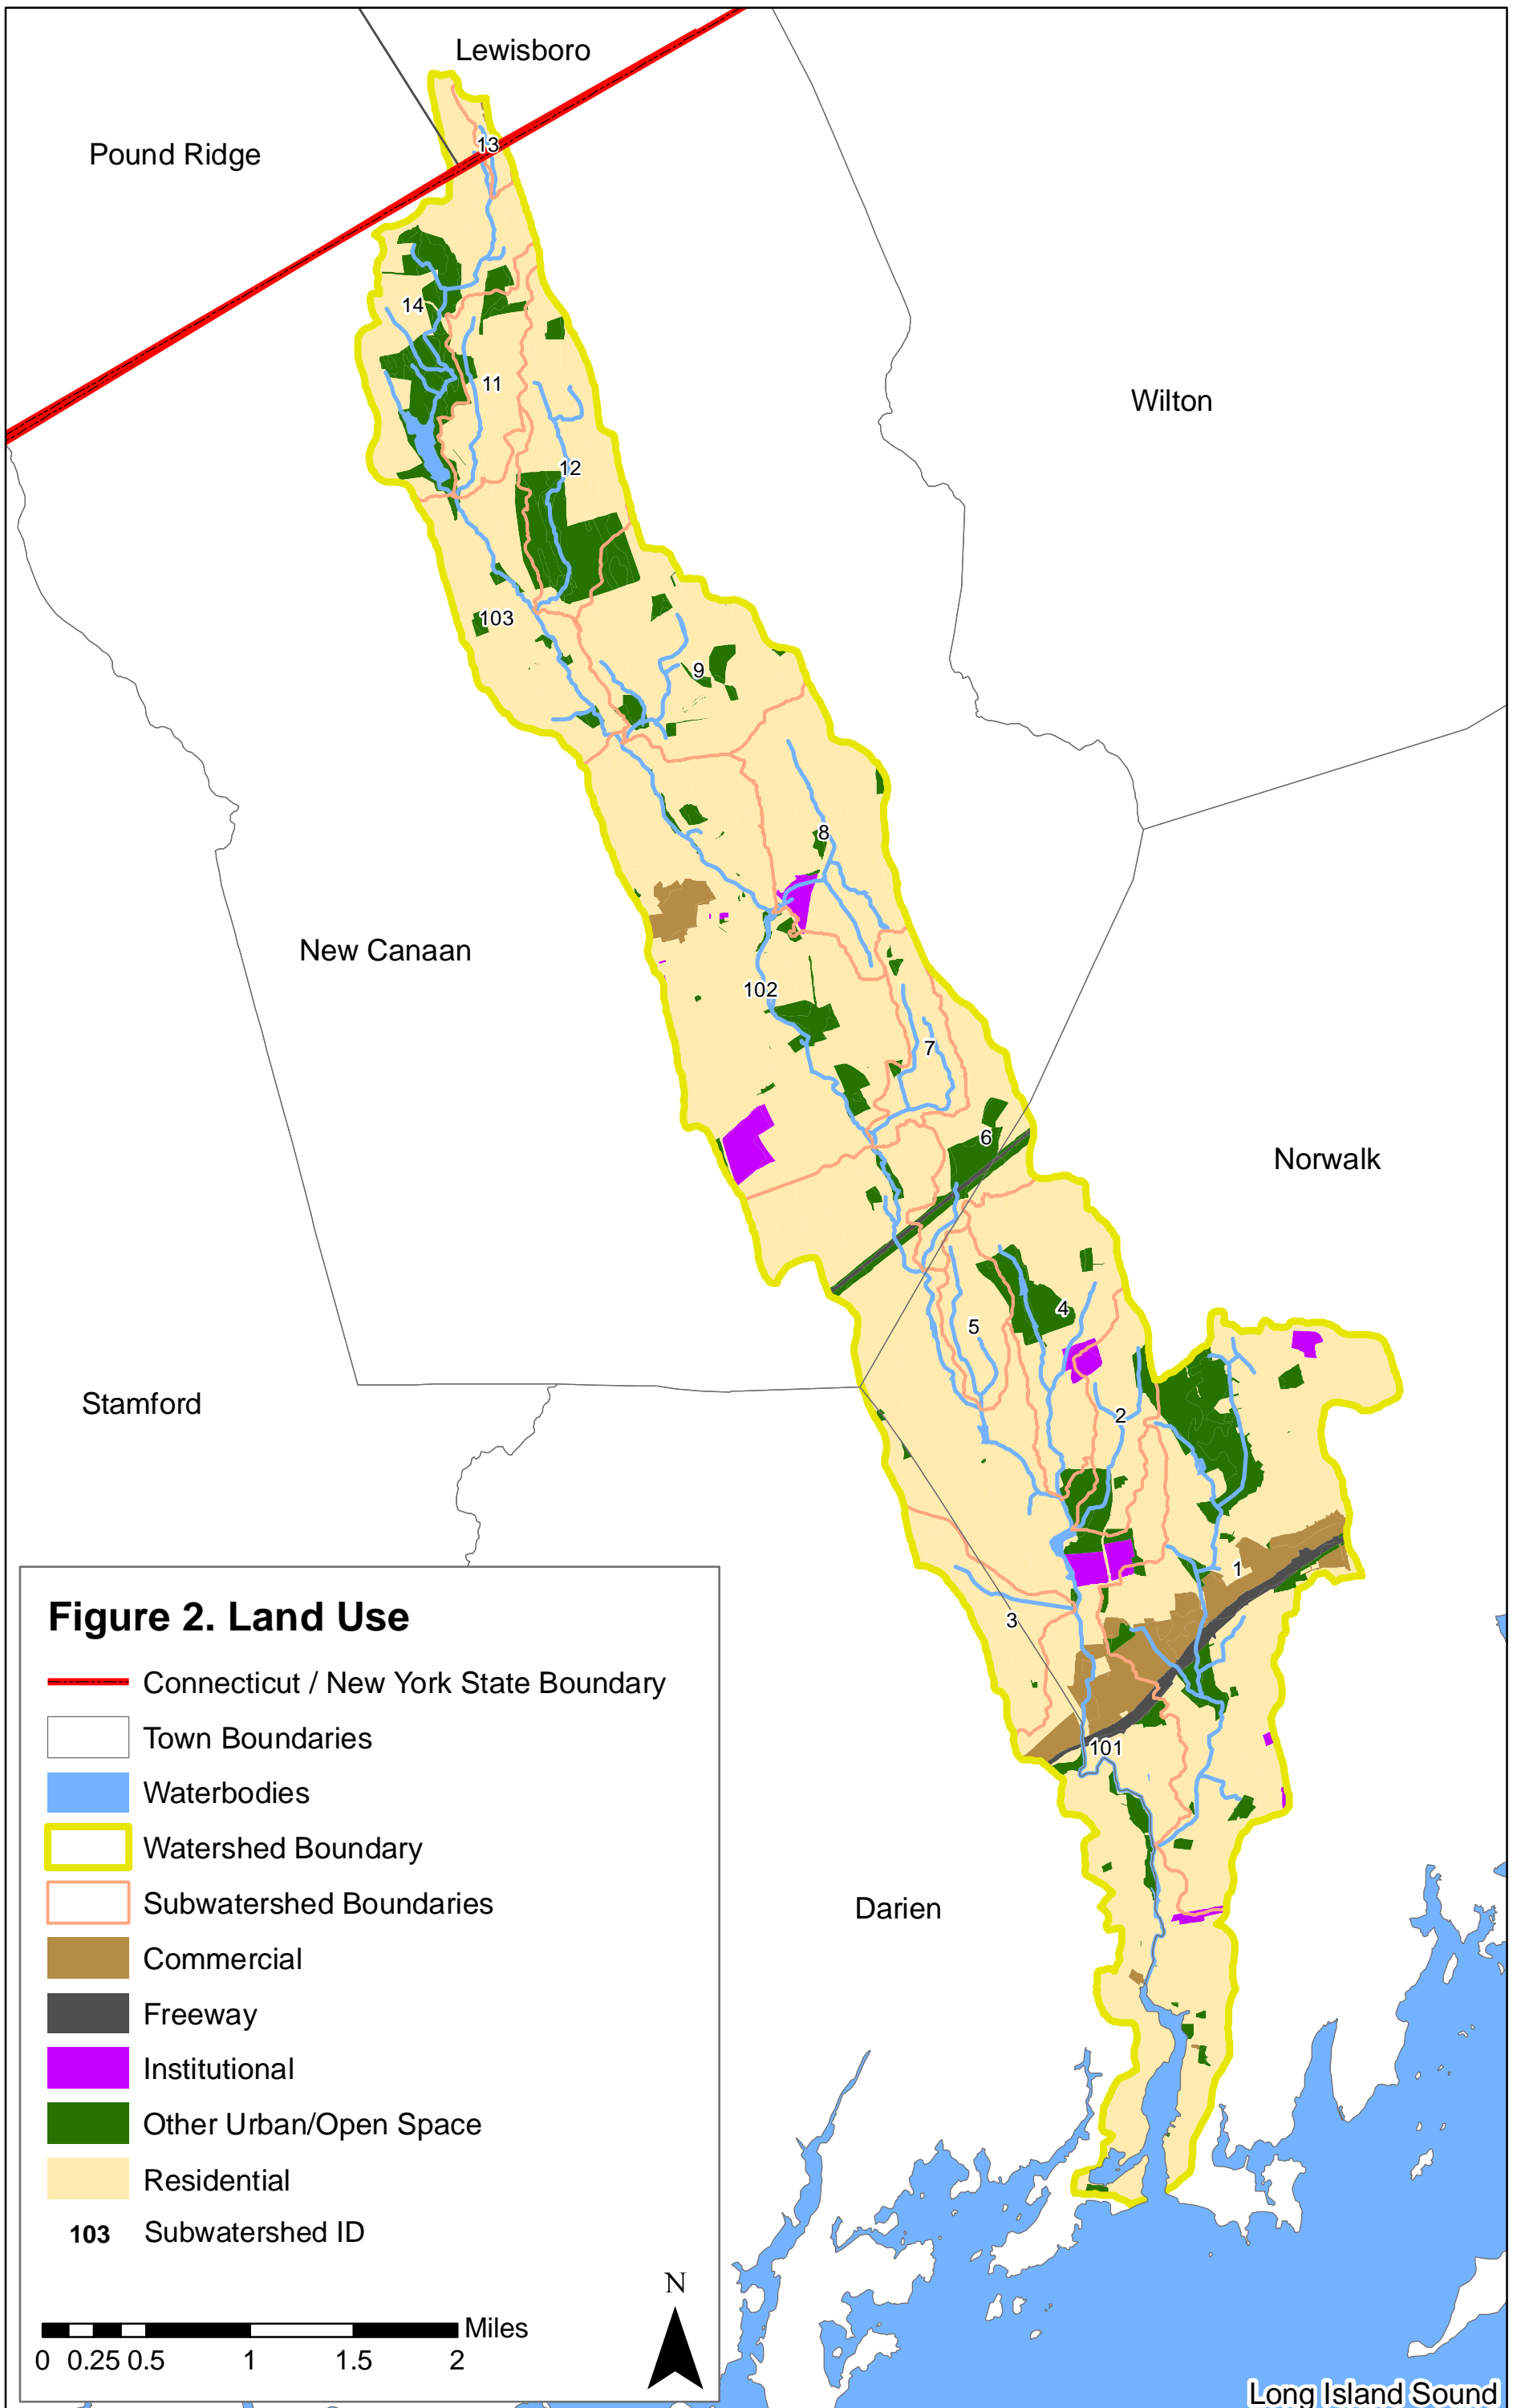 Lewisboro
Pound Ridge
13
14
11
Wilton
12
103
9
8
New Canaan
102
7
6
Norwalk
4
5
Stamford
2
1
3
101
Darien
Figure 2. Land Use
Connecticut / New York State Boundary
Town Boundaries
Waterbodies
Watershed Boundary
Subwatershed Boundaries
Commercial
Freeway
Institutional
Other Urban/Open Space
Residential
103 Subwatershed ID
N
Miles
0 0.25 0.5 1 1.5 2
Long Island Sound